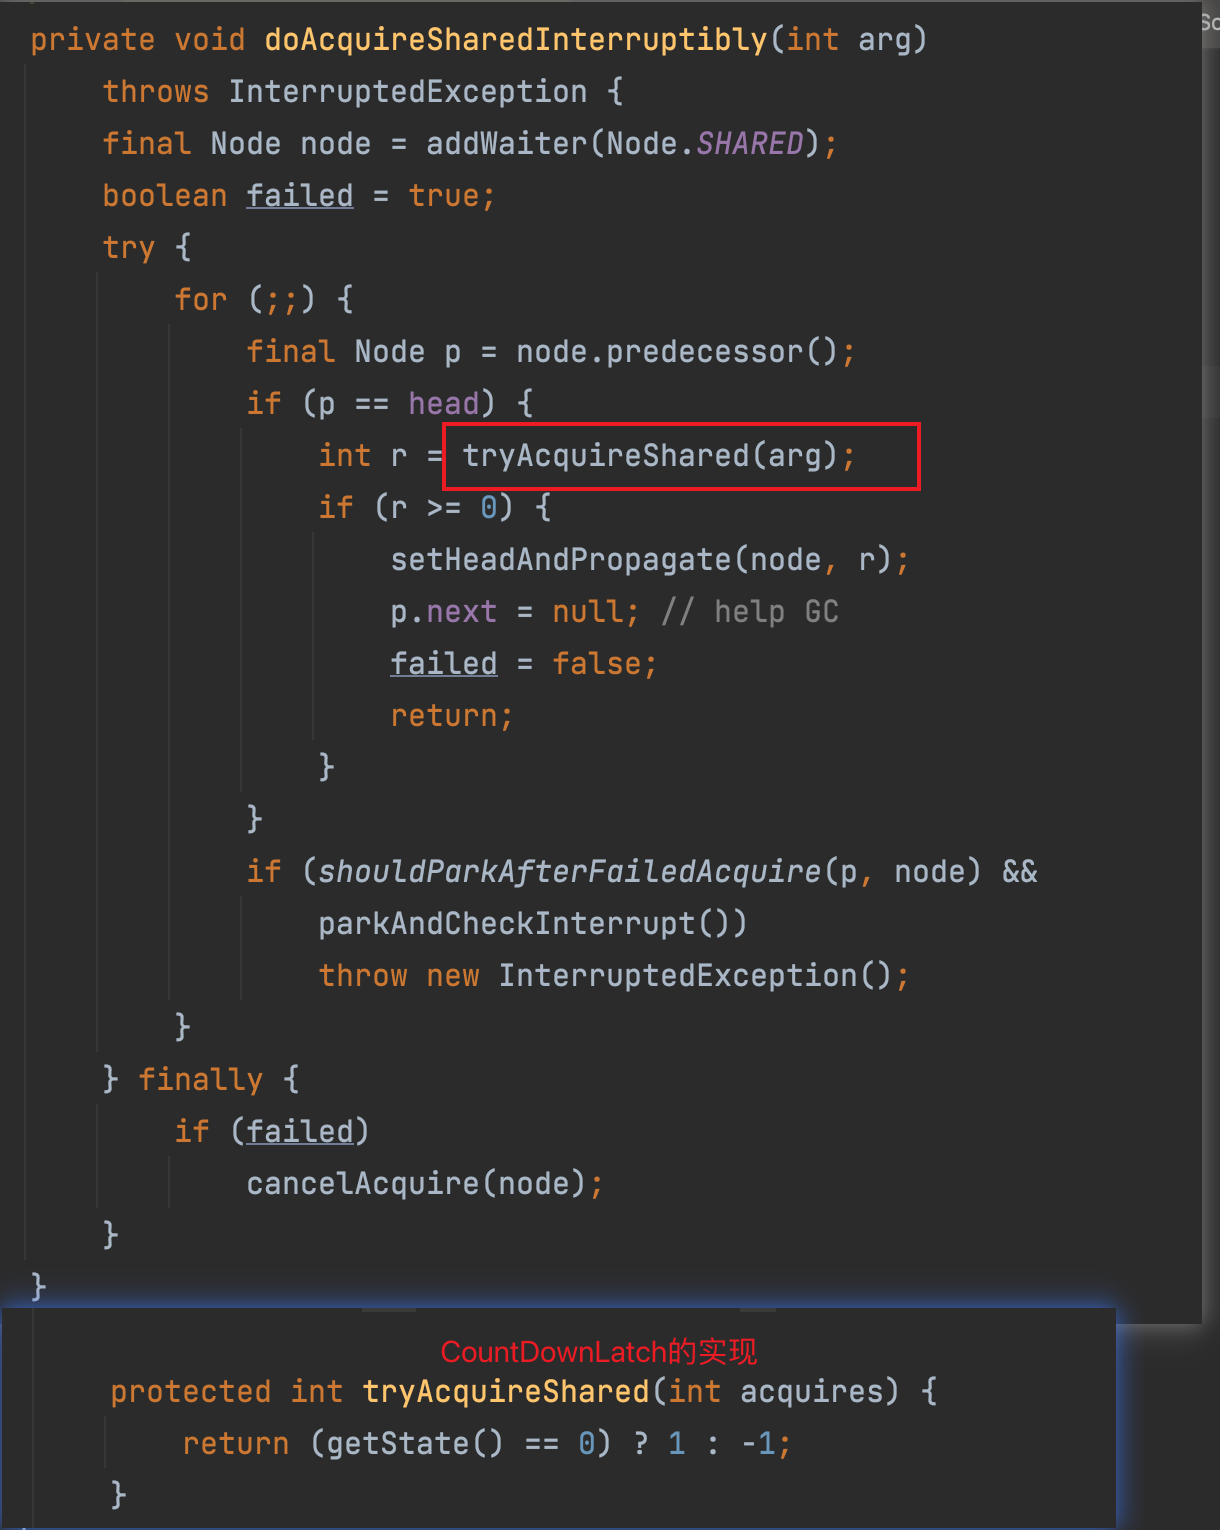 private void doAcquireSharedInterruptibly(int arg)
    throws InterruptedException {
    final Node node = addWaiter(Node.SHARED);
    boolean failed = true;
    try {
        for (;;) {
            final Node p = node.predecessor();
            if (p == head) {
                int r = tryAcquireShared(arg);
                if (r >= 0) {
                    setHeadAndPropagate(node, r);
                    p.next = null; // help GC
                    failed = false;
                    return;
                }
            }
            if (shouldParkAfterFailedAcquire(p, node) &&
                parkAndCheckInterrupt())
                throw new InterruptedException();
        }
    } finally {
        if (failed)
            cancelAcquire(node);
    }
}
CountDownLatch的实现
protected int tryAcquireShared(int acquires) {
    return (getState() == 0) ? 1 : -1;
}